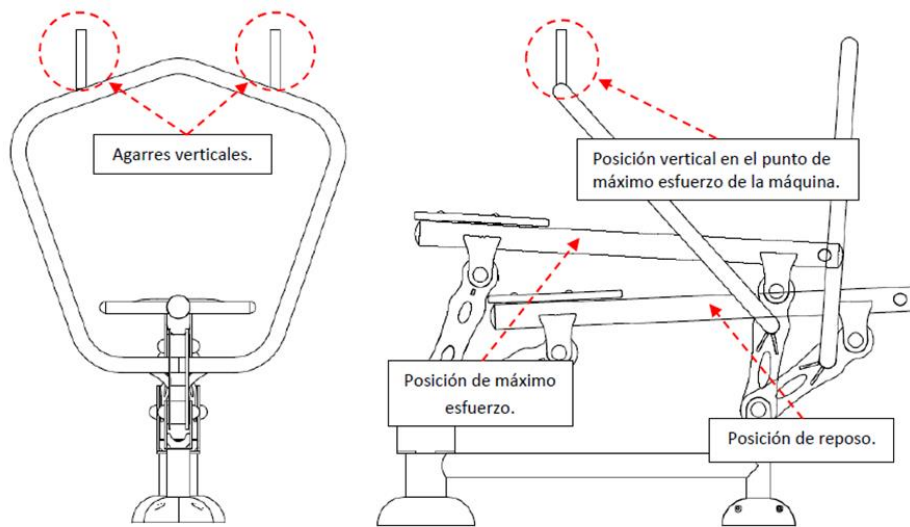 Agarres verticales.
Posición vertical en el punto de
máximo esfuerzo de la máquina.
Posición de máximo
esfuerzo.
Posición de reposo.